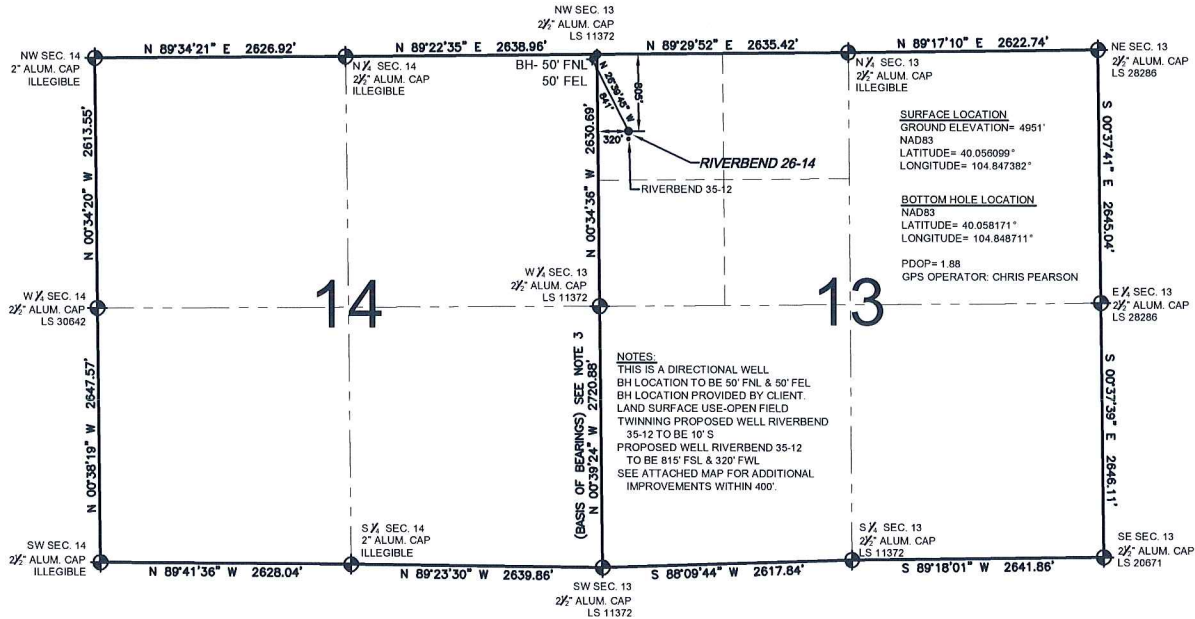 NW SEC. 13
2½" ALUM. CAP
LS 11372
NW SEC. 14
2" ALUM. CAP
ILLEGIBLE
N 89°34'21" E 2626.92'
N 89°22'35" E 2638.96'
N 89°29'52" E 2635.42'
N 89°17'10" E 2622.74'
N ¼ SEC. 14
2½" ALUM. CAP
ILLEGIBLE
BH- 50' FNL
50' FEL
N ¼ SEC. 13
2½" ALUM. CAP
ILLEGIBLE
NE SEC. 13
2½" ALUM. CAP
LS 28286
N 26°39'45" W
841'
805'
320'
RIVERBEND 26-14
RIVERBEND 35-12
SURFACE LOCATION
GROUND ELEVATION= 4951'
NAD83
LATITUDE= 40.056099°
LONGITUDE= 104.847382°
BOTTOM HOLE LOCATION
NAD83
LATITUDE= 40.058171°
LONGITUDE= 104.848711°
PDOP= 1.88
GPS OPERATOR: CHRIS PEARSON
N 00°34'20" W 2613.55'
N 00°34'36" W 2630.69'
S 00°37'41" E 2645.04'
W ¼ SEC. 14
2½" ALUM. CAP
LS 30642
14
W ¼ SEC. 13
2½" ALUM. CAP
LS 11372
13
E ¼ SEC. 13
2½" ALUM. CAP
LS 28286
N 00°38'19" W 2647.57'
(BASIS OF BEARINGS) SEE NOTE 3
N 00°39'24" W 2720.88'
NOTES:
THIS IS A DIRECTIONAL WELL
BH LOCATION TO BE 50' FNL & 50' FEL
BH LOCATION PROVIDED BY CLIENT.
LAND SURFACE USE-OPEN FIELD
TWINNING PROPOSED WELL RIVERBEND
35-12 TO BE 10' S
PROPOSED WELL RIVERBEND 35-12
TO BE 815' FSL & 320' FWL
SEE ATTACHED MAP FOR ADDITIONAL
IMPROVEMENTS WITHIN 400'.
S 00°37'39" E 2646.11'
SW SEC. 14
2½" ALUM. CAP
ILLEGIBLE
S ¼ SEC. 14
2" ALUM. CAP
ILLEGIBLE
S ¼ SEC. 13
2½" ALUM. CAP
LS 11372
SE SEC. 13
2½" ALUM. CAP
LS 20671
N 89°41'36" W 2628.04'
N 89°23'30" W 2639.86'
S 88°09'44" W 2617.84'
S 89°18'01" W 2641.86'
SW SEC. 13
2½" ALUM. CAP
LS 11372